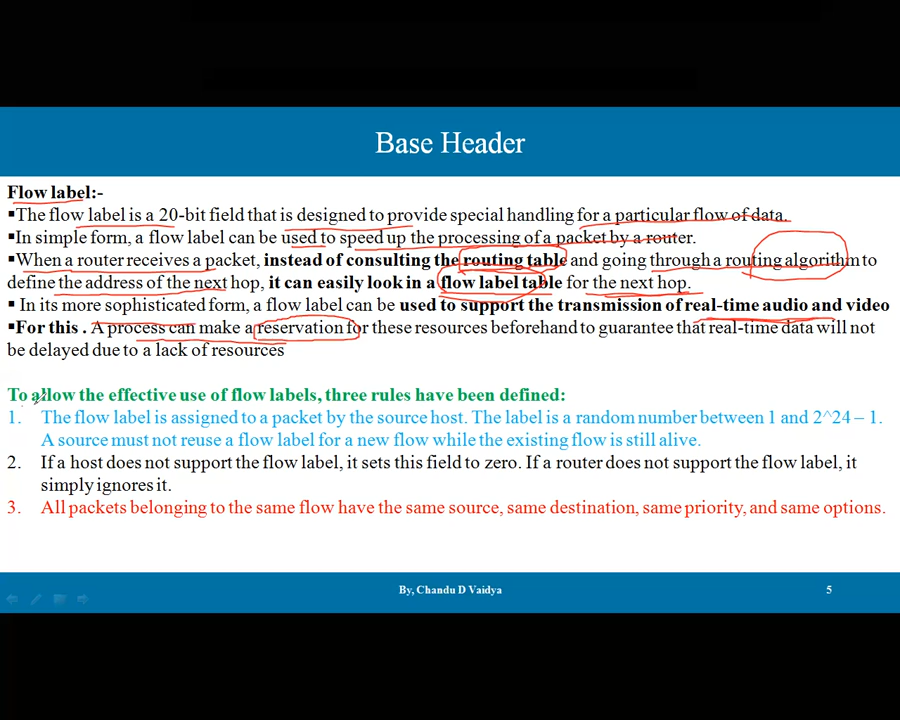 Base Header
Flow label:-
▪The flow label is a 20-bit field that is designed to provide special handling for a particular flow of data.
▪In simple form, a flow label can be used to speed up the processing of a packet by a router.
▪When a router receives a packet, instead of consulting the routing table and going through a routing algorithm to
define the address of the next hop, it can easily look in a flow label table for the next hop.
▪ In its more sophisticated form, a flow label can be used to support the transmission of real-time audio and video
▪For this . A process can make a reservation for these resources beforehand to guarantee that real-time data will not
be delayed due to a lack of resources
To allow the effective use of flow labels, three rules have been defined:
1. The flow label is assigned to a packet by the source host. The label is a random number between 1 and 2^24 – 1.
A source must not reuse a flow label for a new flow while the existing flow is still alive.
2. If a host does not support the flow label, it sets this field to zero. If a router does not support the flow label, it
simply ignores it.
3. All packets belonging to the same flow have the same source, same destination, same priority, and same options.
By, Chandu D Vaidya
5